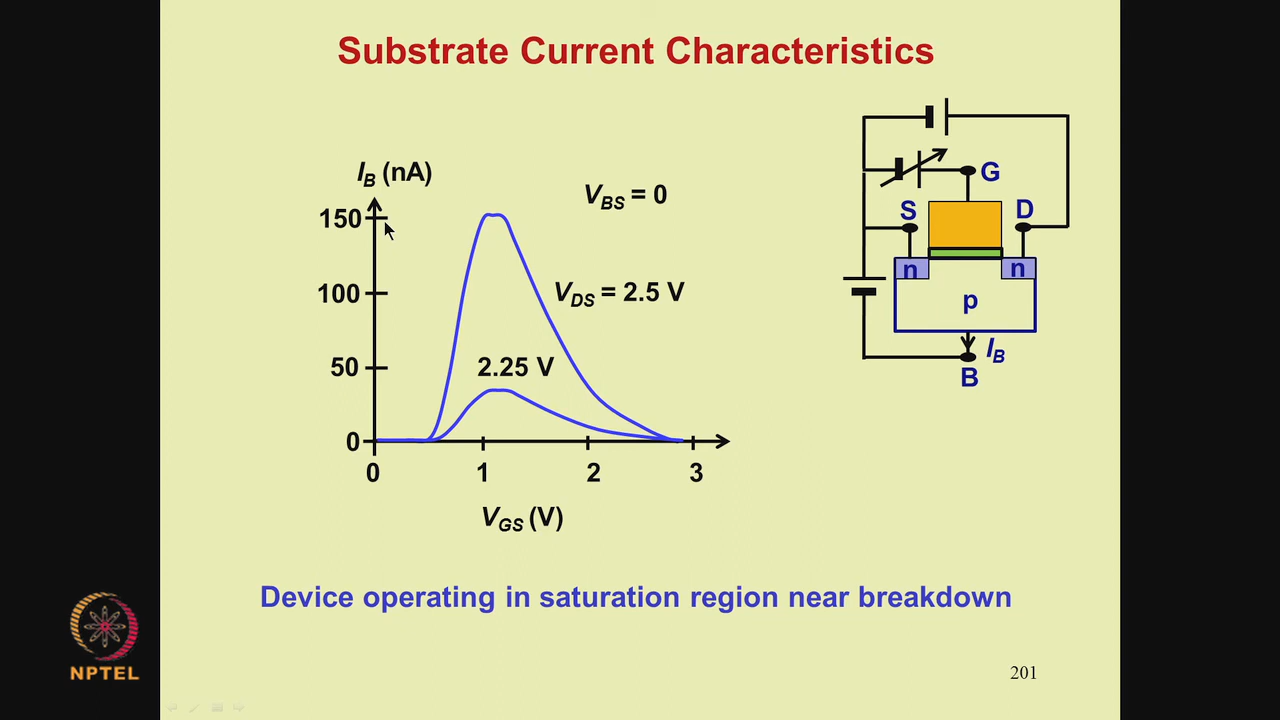 Substrate Current Characteristics
I_B (nA)
150
100
50
0
0 1 2 3
V_GS (V)
V_BS = 0
V_DS = 2.5 V
2.25 V
G
S
D
n
n
p
I_B
B
Device operating in saturation region near breakdown
NPTEL
201